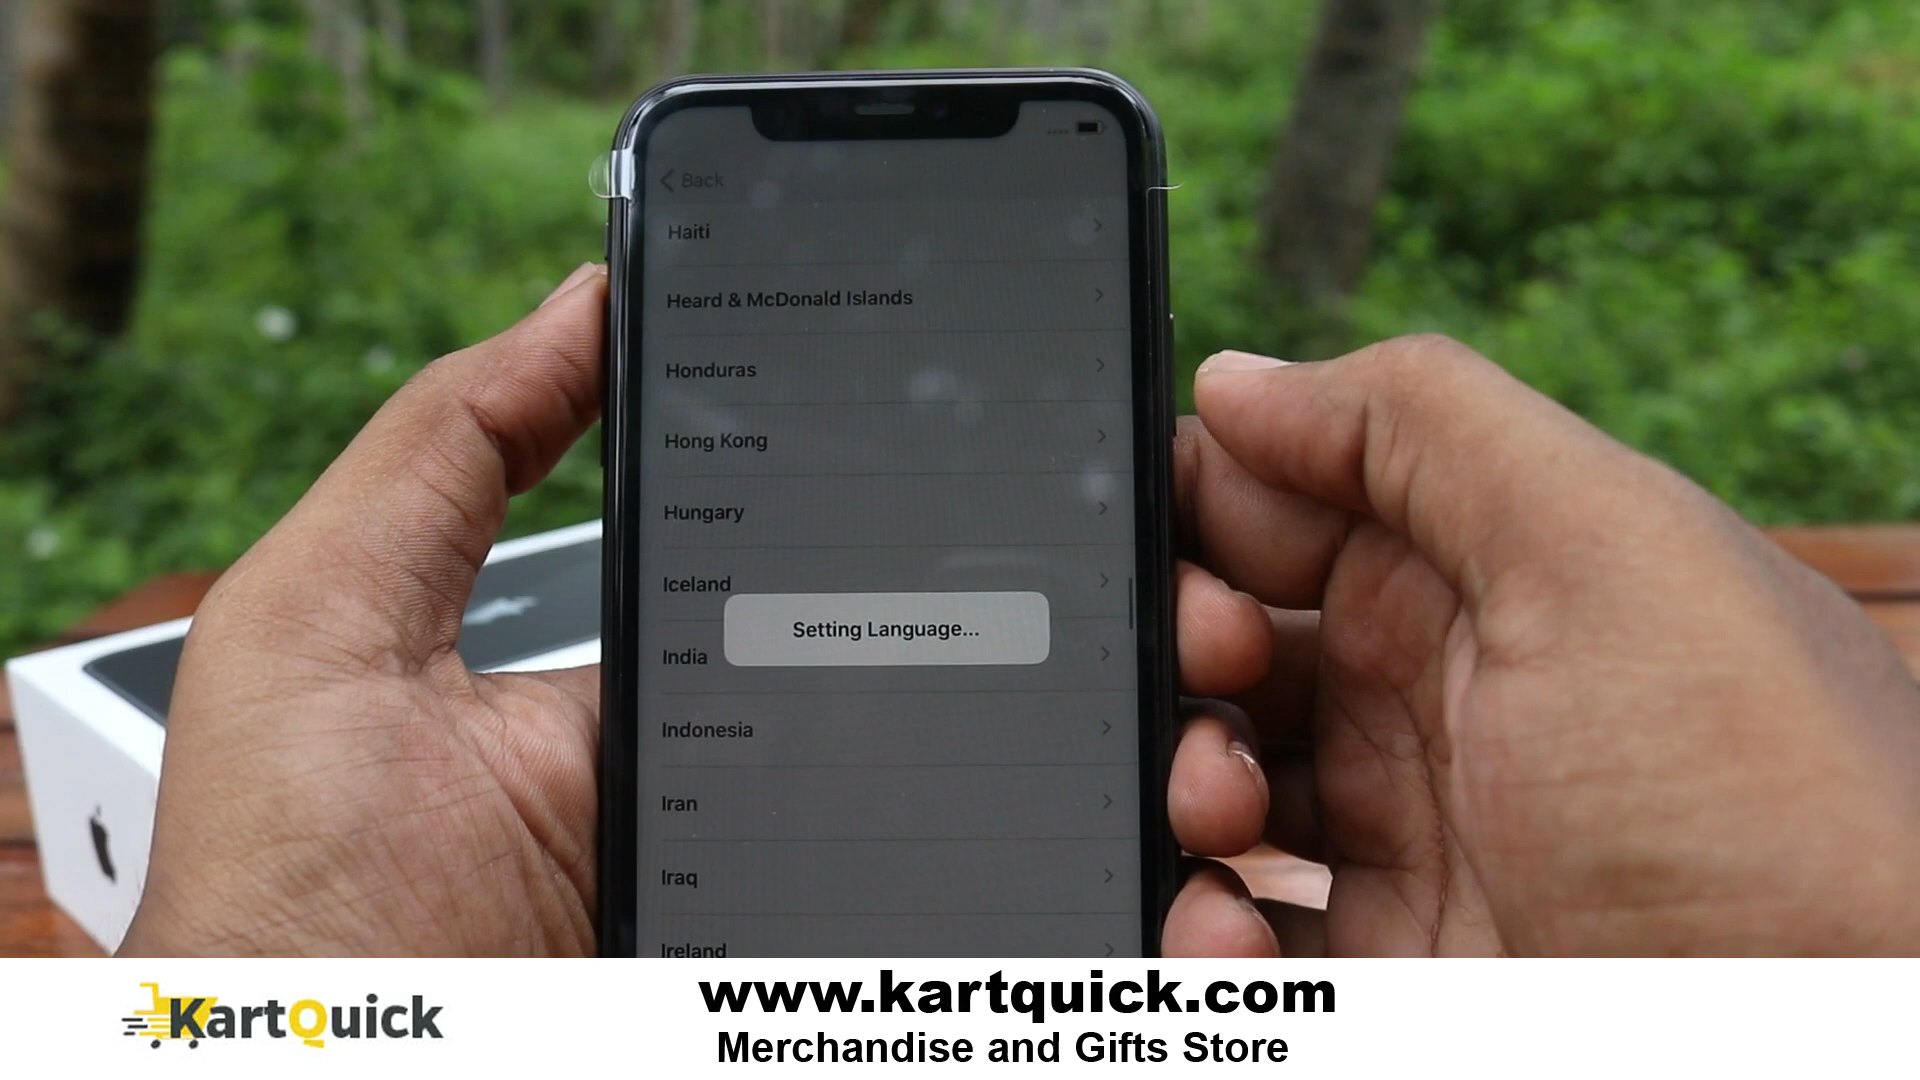 Back
Haiti
Heard & McDonald Islands
Honduras
Hong Kong
Hungary
Iceland
Setting Language...
India
Indonesia
Iran
Iraq
Ireland
KartQuick
www.kartquick.com
Merchandise and Gifts Store